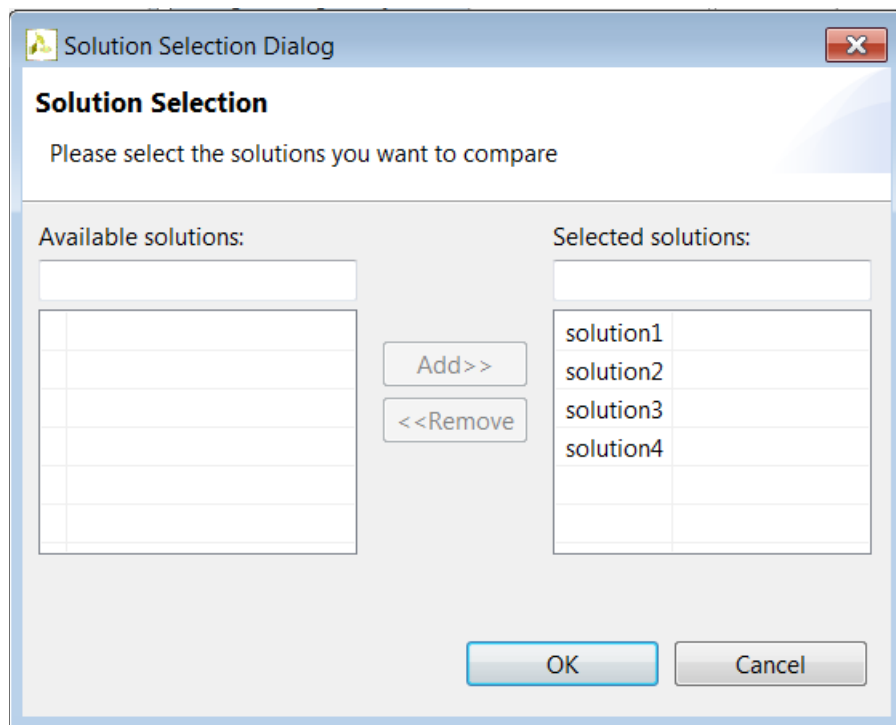 Solution Selection Dialog
Solution Selection
Please select the solutions you want to compare
Available solutions:
Selected solutions:
solution1
solution2
solution3
solution4
Add>>
<<Remove
OK
Cancel